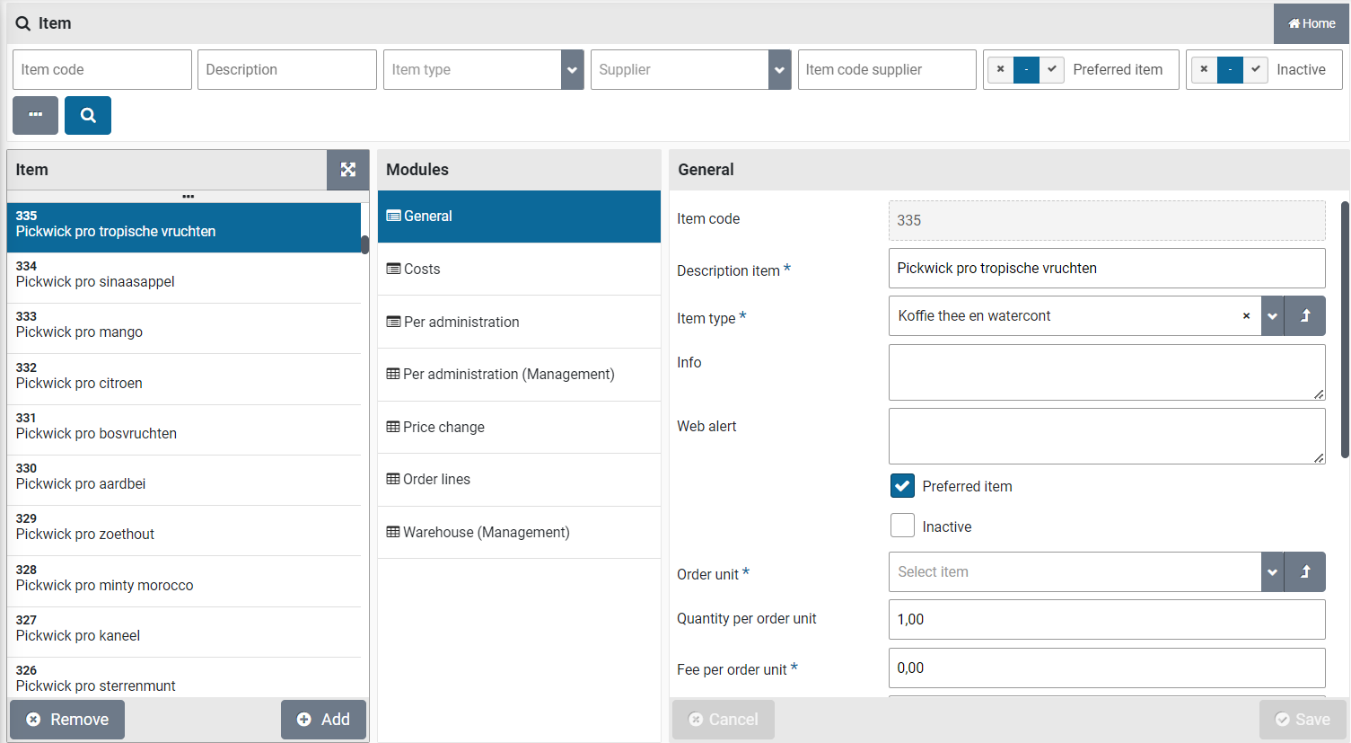 Item
Home
Item code
Description
Item type
Supplier
Item code supplier
Preferred item
Inactive
Item
335
Pickwick pro tropische vruchten
334
Pickwick pro sinaasappel
333
Pickwick pro mango
332
Pickwick pro citroen
331
Pickwick pro bosvruchten
330
Pickwick pro aardbei
329
Pickwick pro zoethout
328
Pickwick pro minty morocco
327
Pickwick pro kaneel
326
Pickwick pro sterrenmunt
Remove
Add
Modules
General
Costs
Per administration
Per administration (Management)
Price change
Order lines
Warehouse (Management)
General
Item code
335
Description item *
Pickwick pro tropische vruchten
Item type *
Koffie thee en watercont
Info
Web alert
Preferred item
Inactive
Order unit *
Select item
Quantity per order unit
1,00
Fee per order unit *
0,00
Cancel
Save